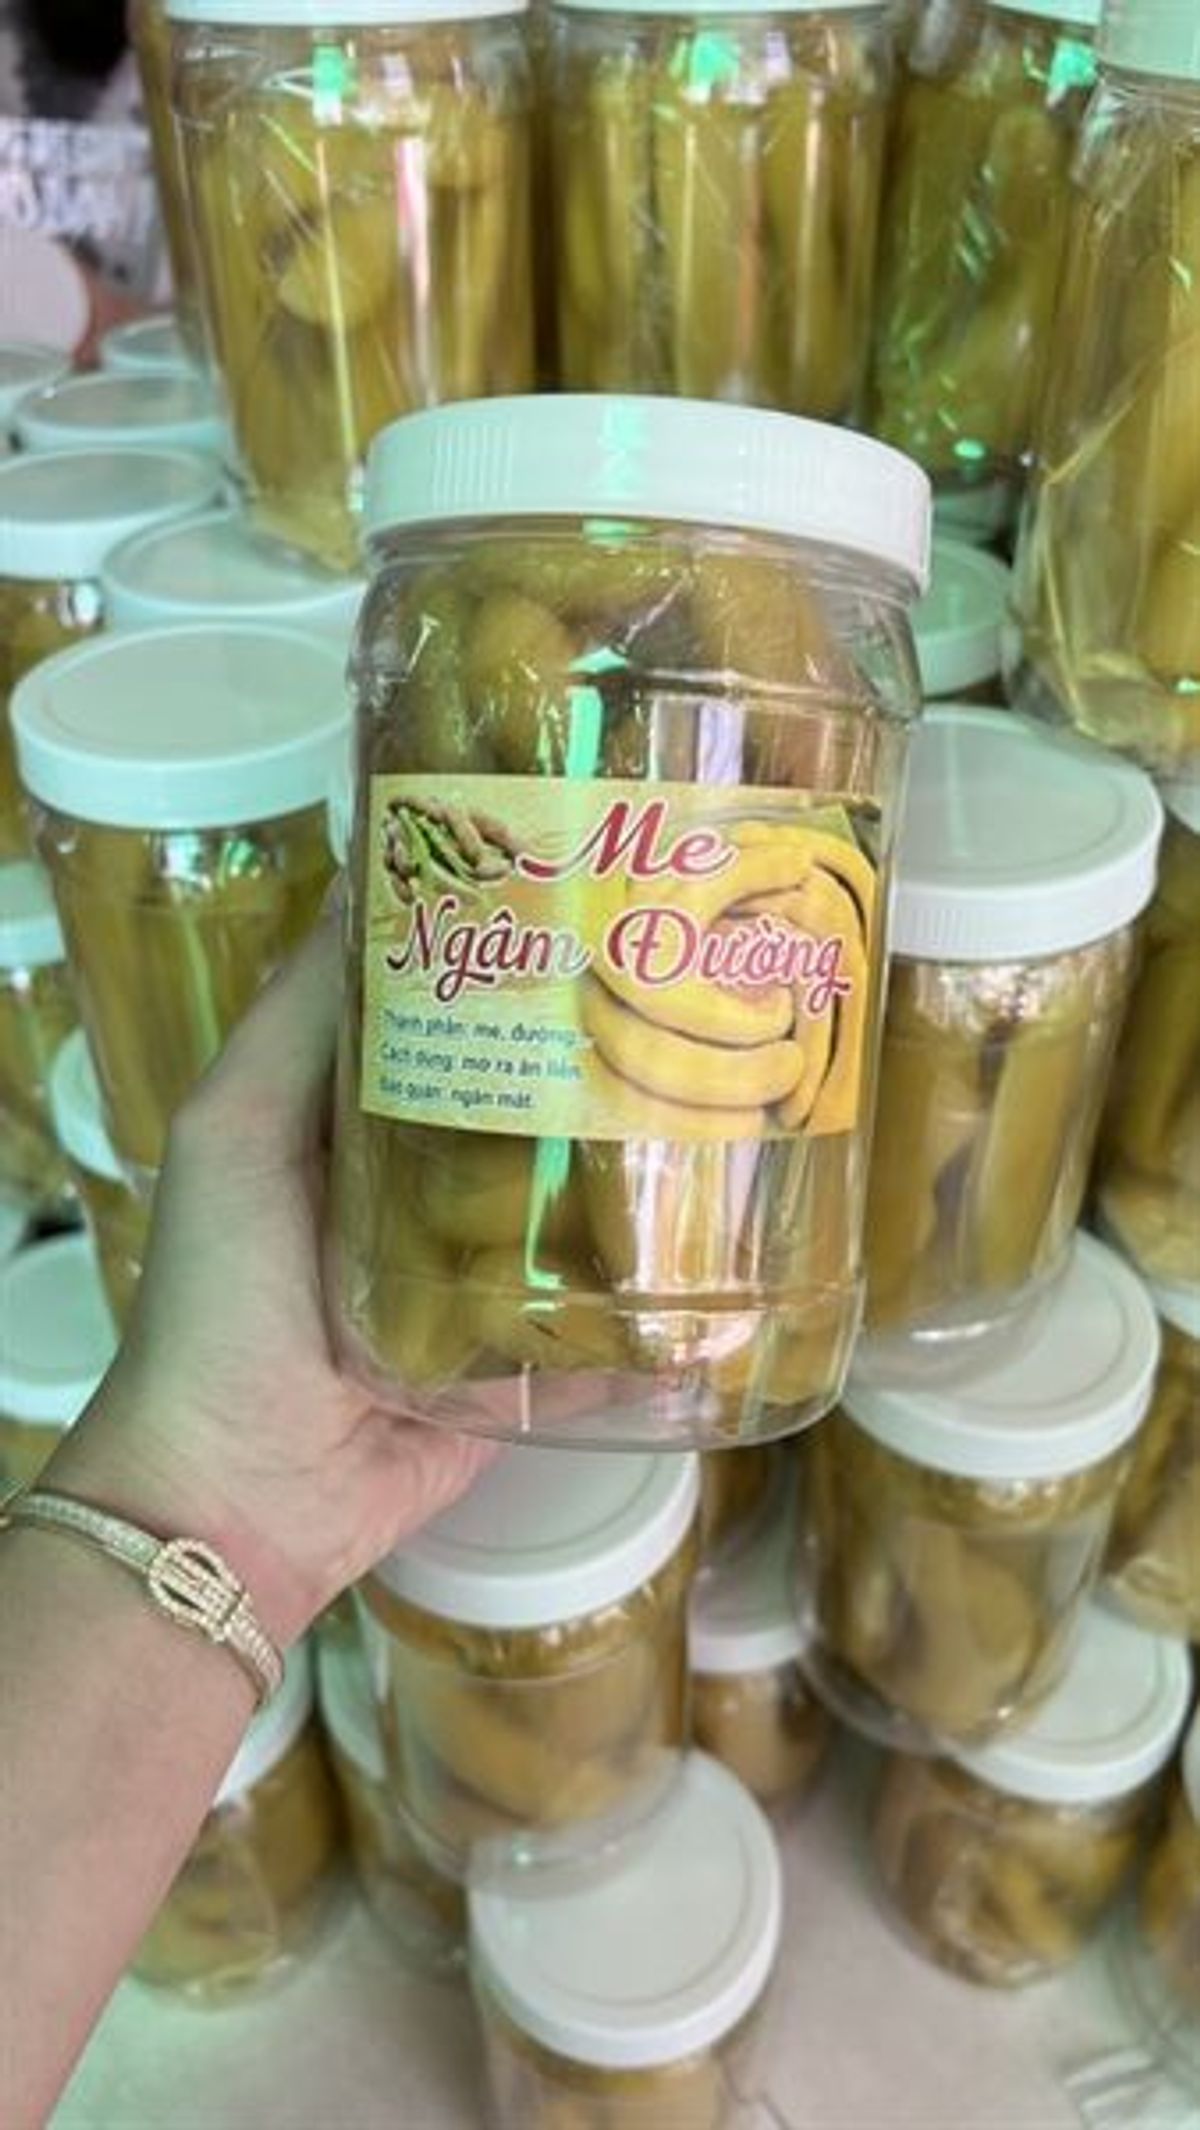 Me
Ngâm Đường
Thành phần: me, đường...
Cách dùng: mở ra ăn liền.
Bảo quản: ngăn mát.